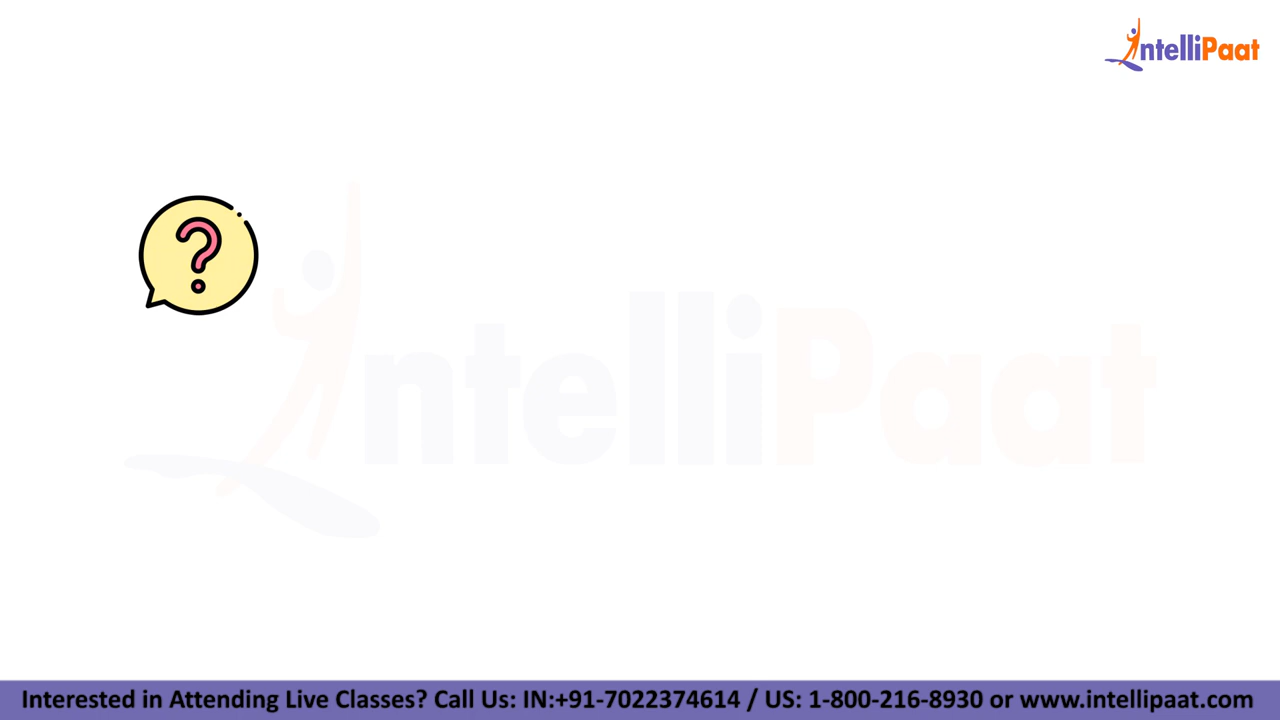 IntelliPaat
?
IntelliPaat
Interested in Attending Live Classes? Call Us: IN:+91-7022374614 / US: 1-800-216-8930 or www.intellipaat.com